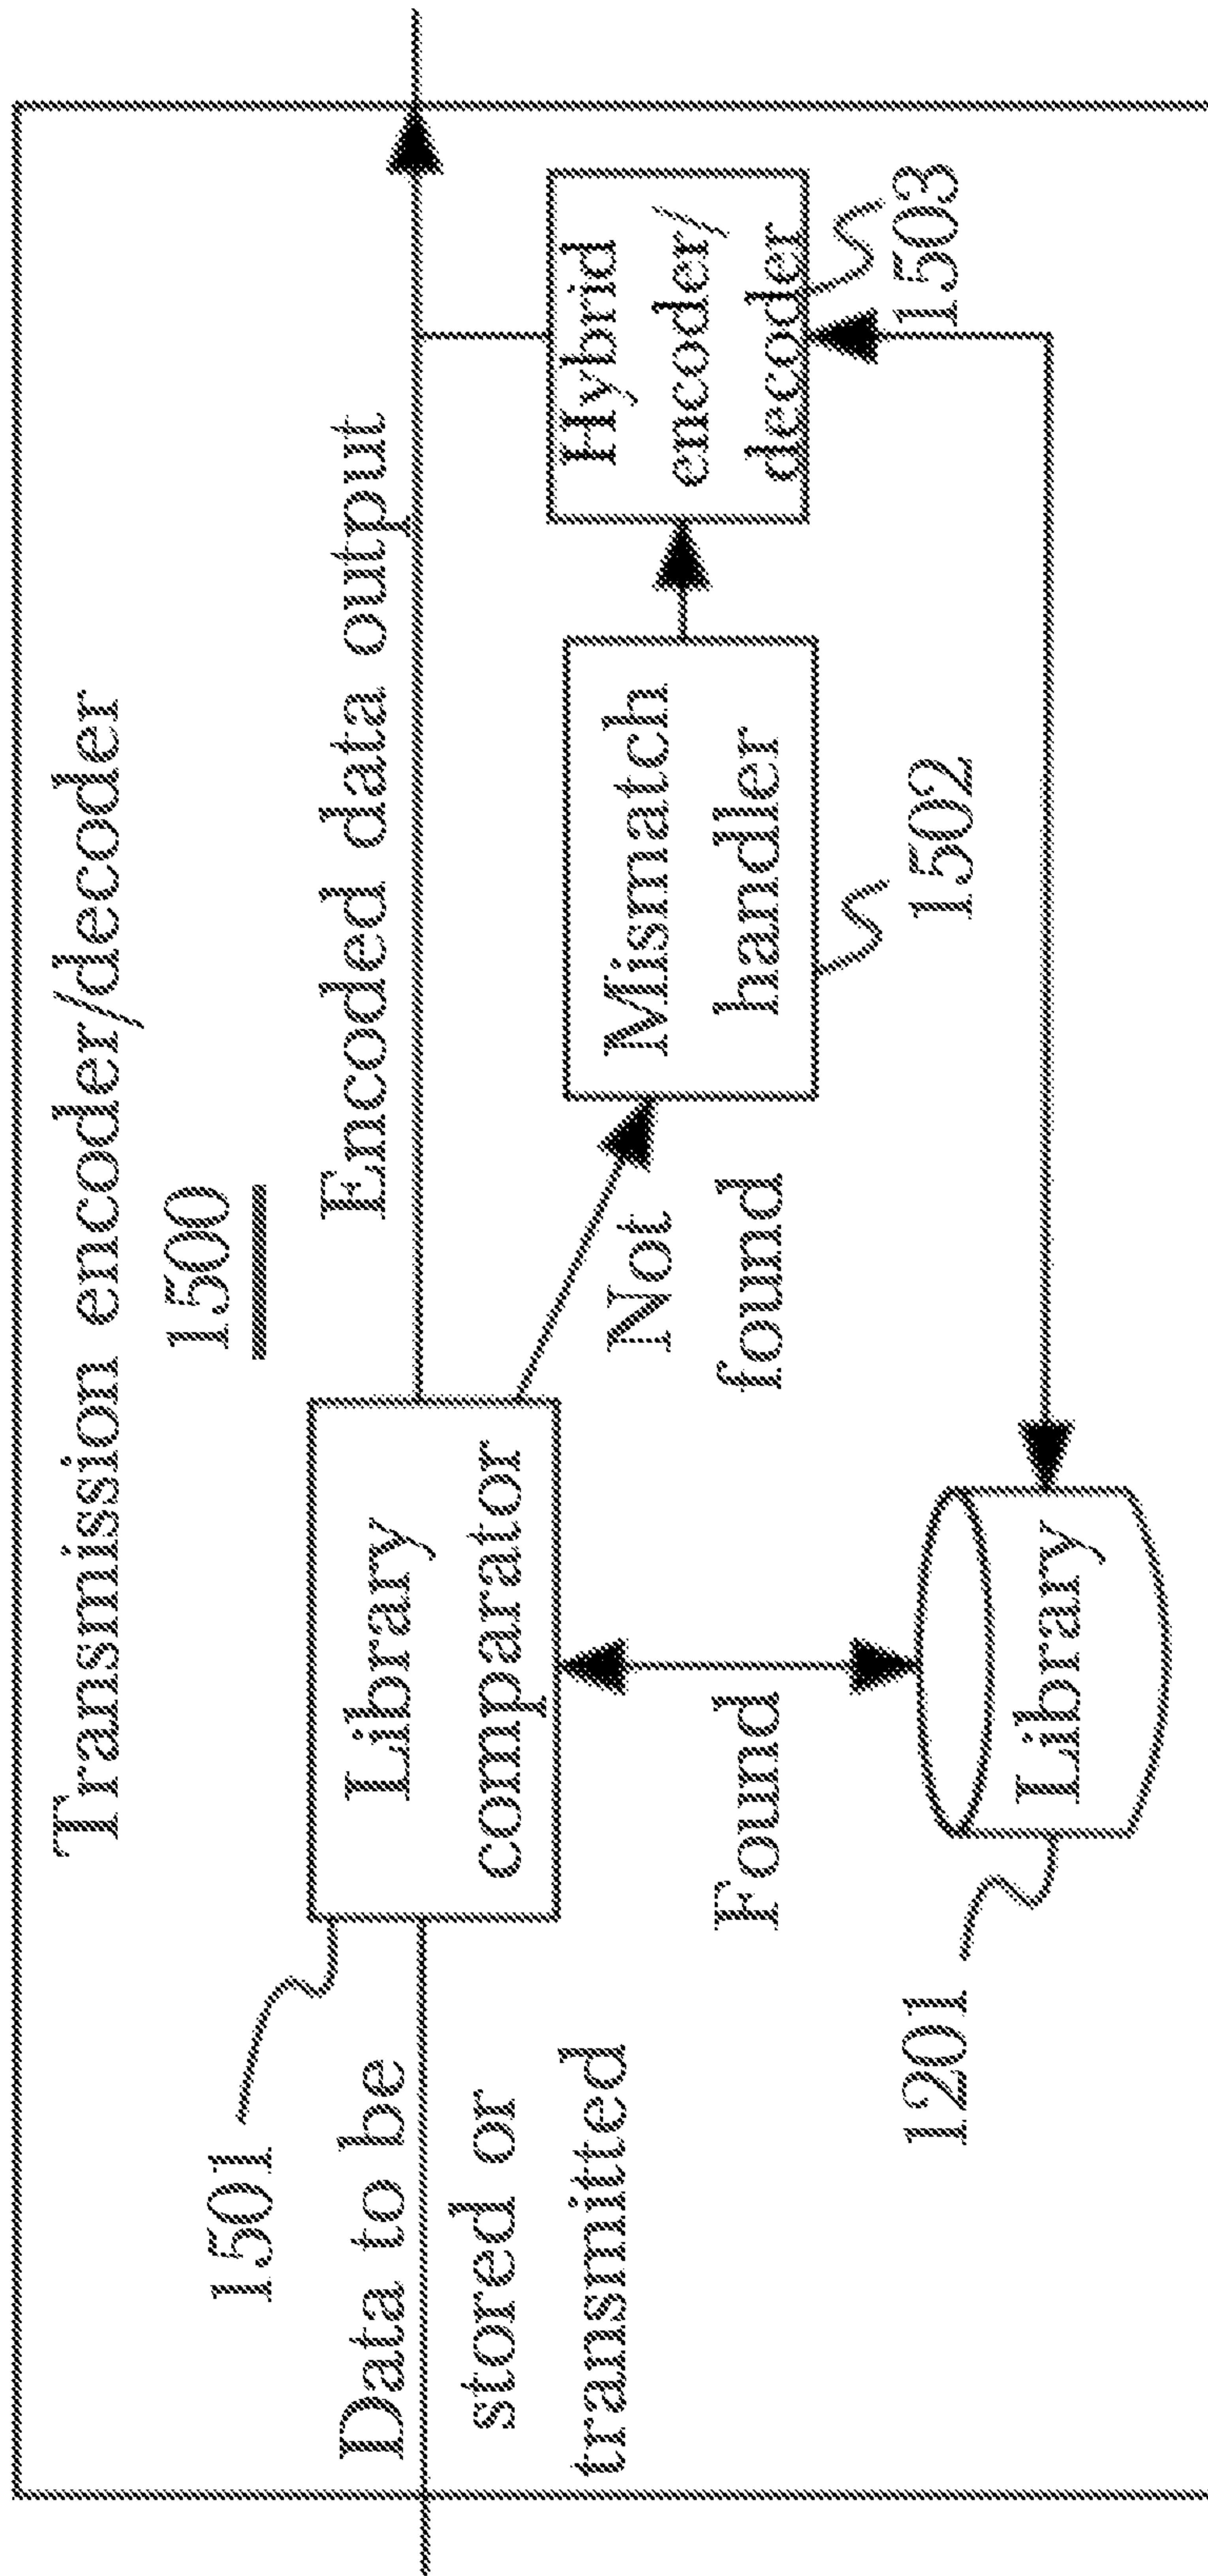 Transmission encoder/decoder
1500
1501
Data to be
stored or
transmitted
Library
comparator
Encoded data output
Not
found
Mismatch
handler
1502
Hybrid
encoder/
decoder
1503
Found
1201
Library